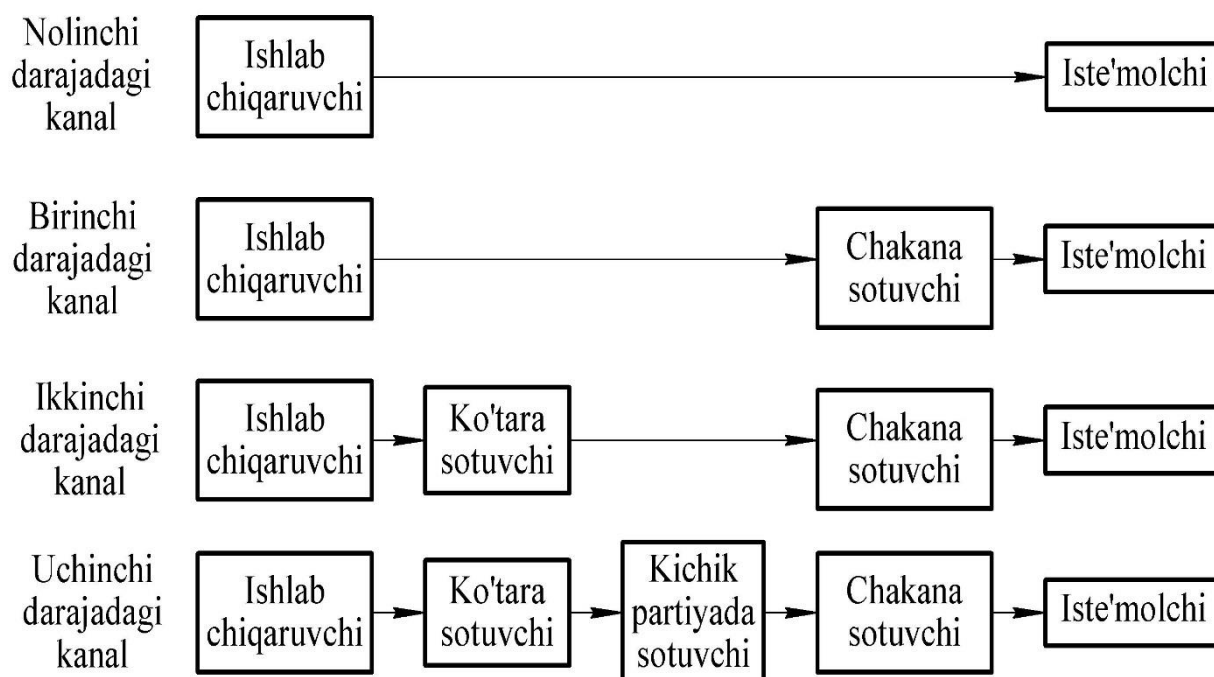 Nolinchi
darajadagi
kanal
Ishlab
chiqaruvchi
Iste'molchi
Birinchi
darajadagi
kanal
Ishlab
chiqaruvchi
Chakana
sotuvchi
Iste'molchi
Ikkinchi
darajadagi
kanal
Ishlab
chiqaruvchi
Ko'tara
sotuvchi
Chakana
sotuvchi
Iste'molchi
Uchinchi
darajadagi
kanal
Ishlab
chiqaruvchi
Ko'tara
sotuvchi
Kichik
partiyada
sotuvchi
Chakana
sotuvchi
Iste'molchi